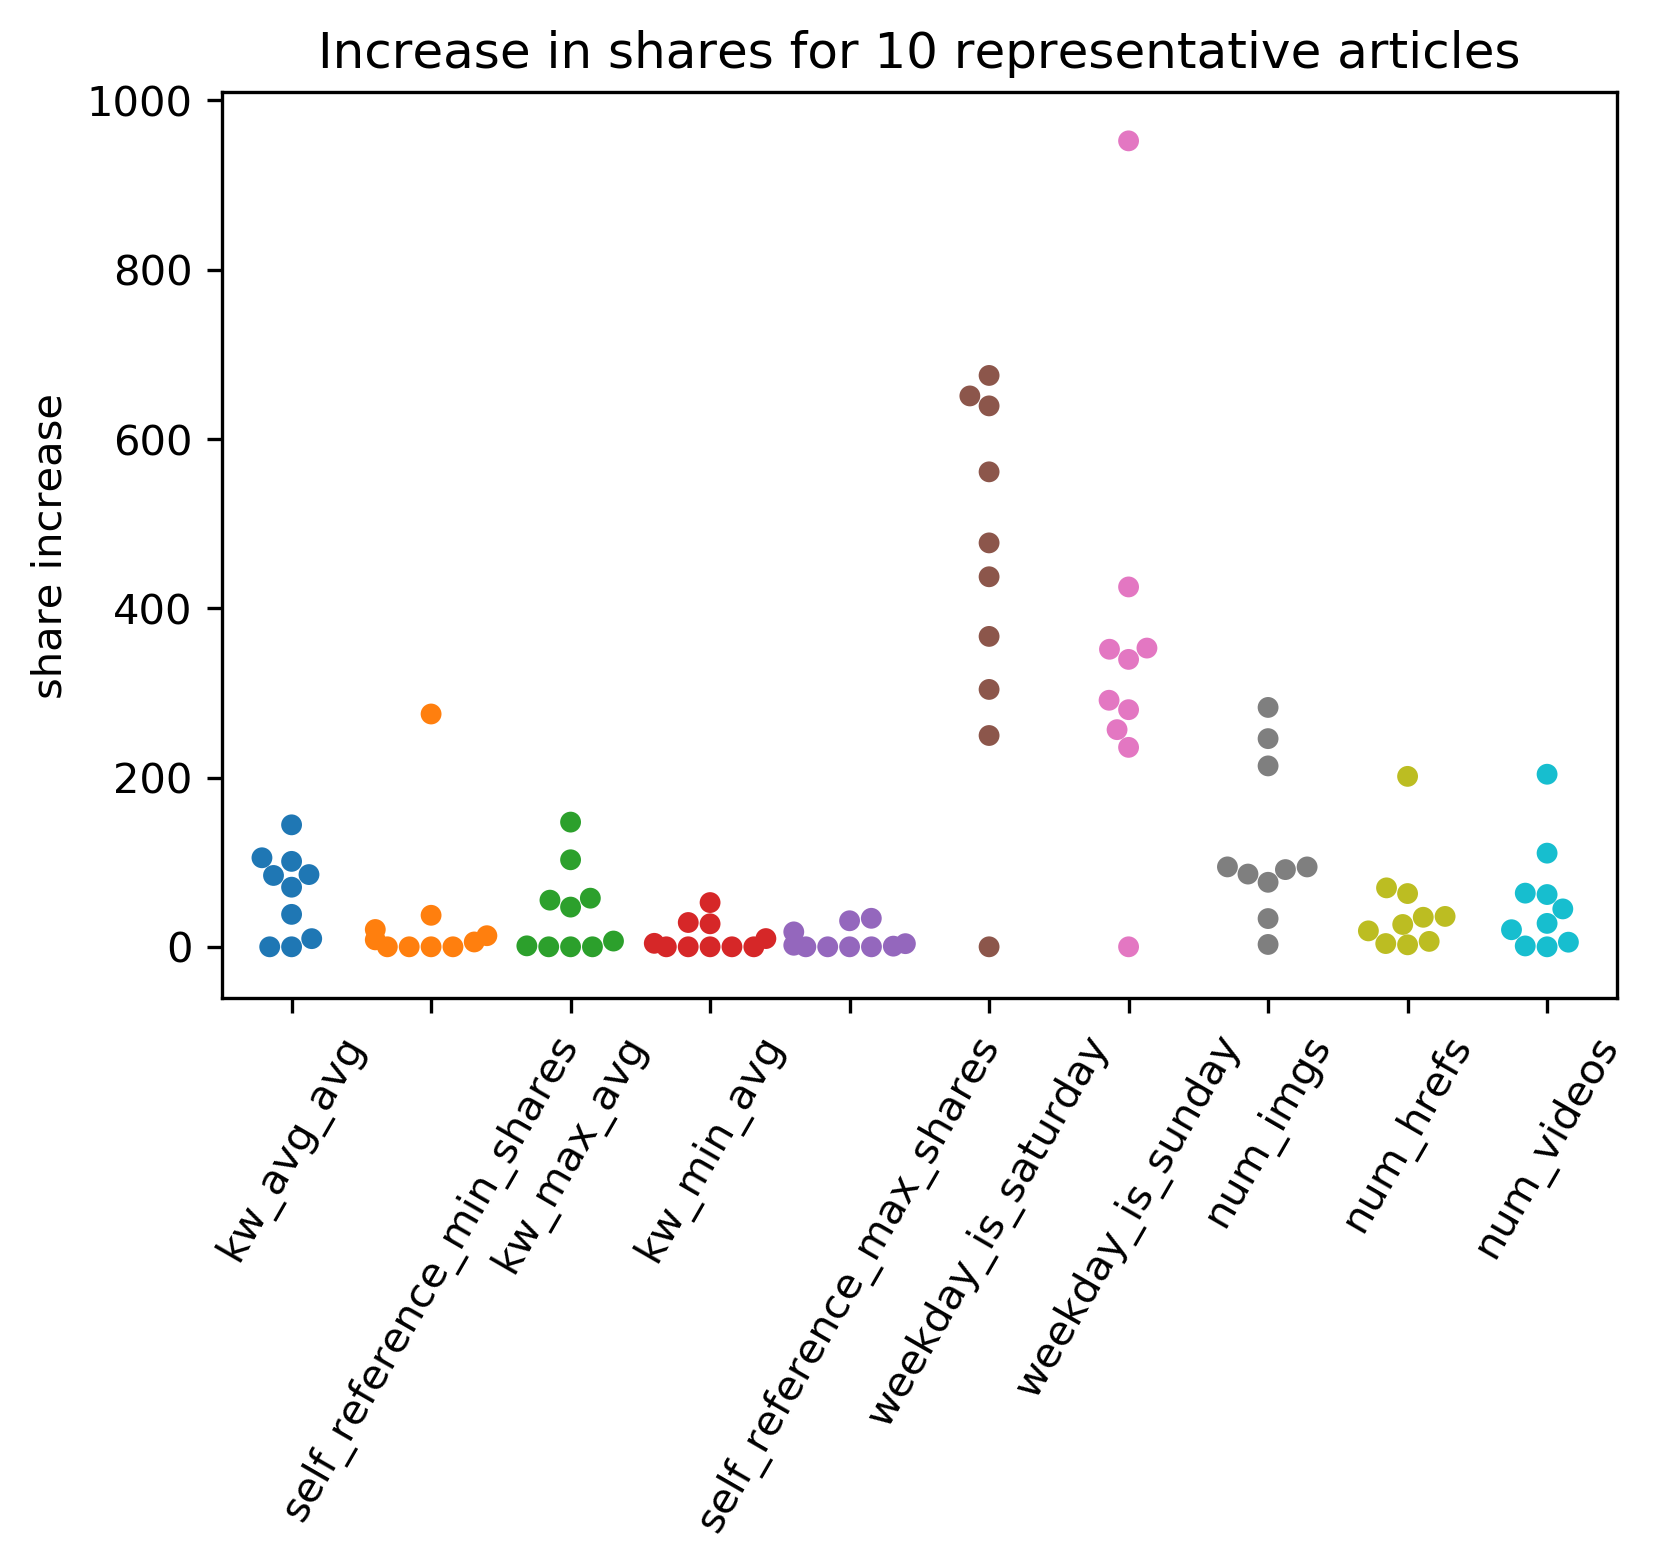 Increase in shares for 10 representative articles
share increase
1000
800
600
400
200
0
kw_avg_avg
self_reference_min_shares
kw_max_avg
kw_min_avg
self_reference_max_shares
weekday_is_saturday
weekday_is_sunday
num_imgs
num_hrefs
num_videos